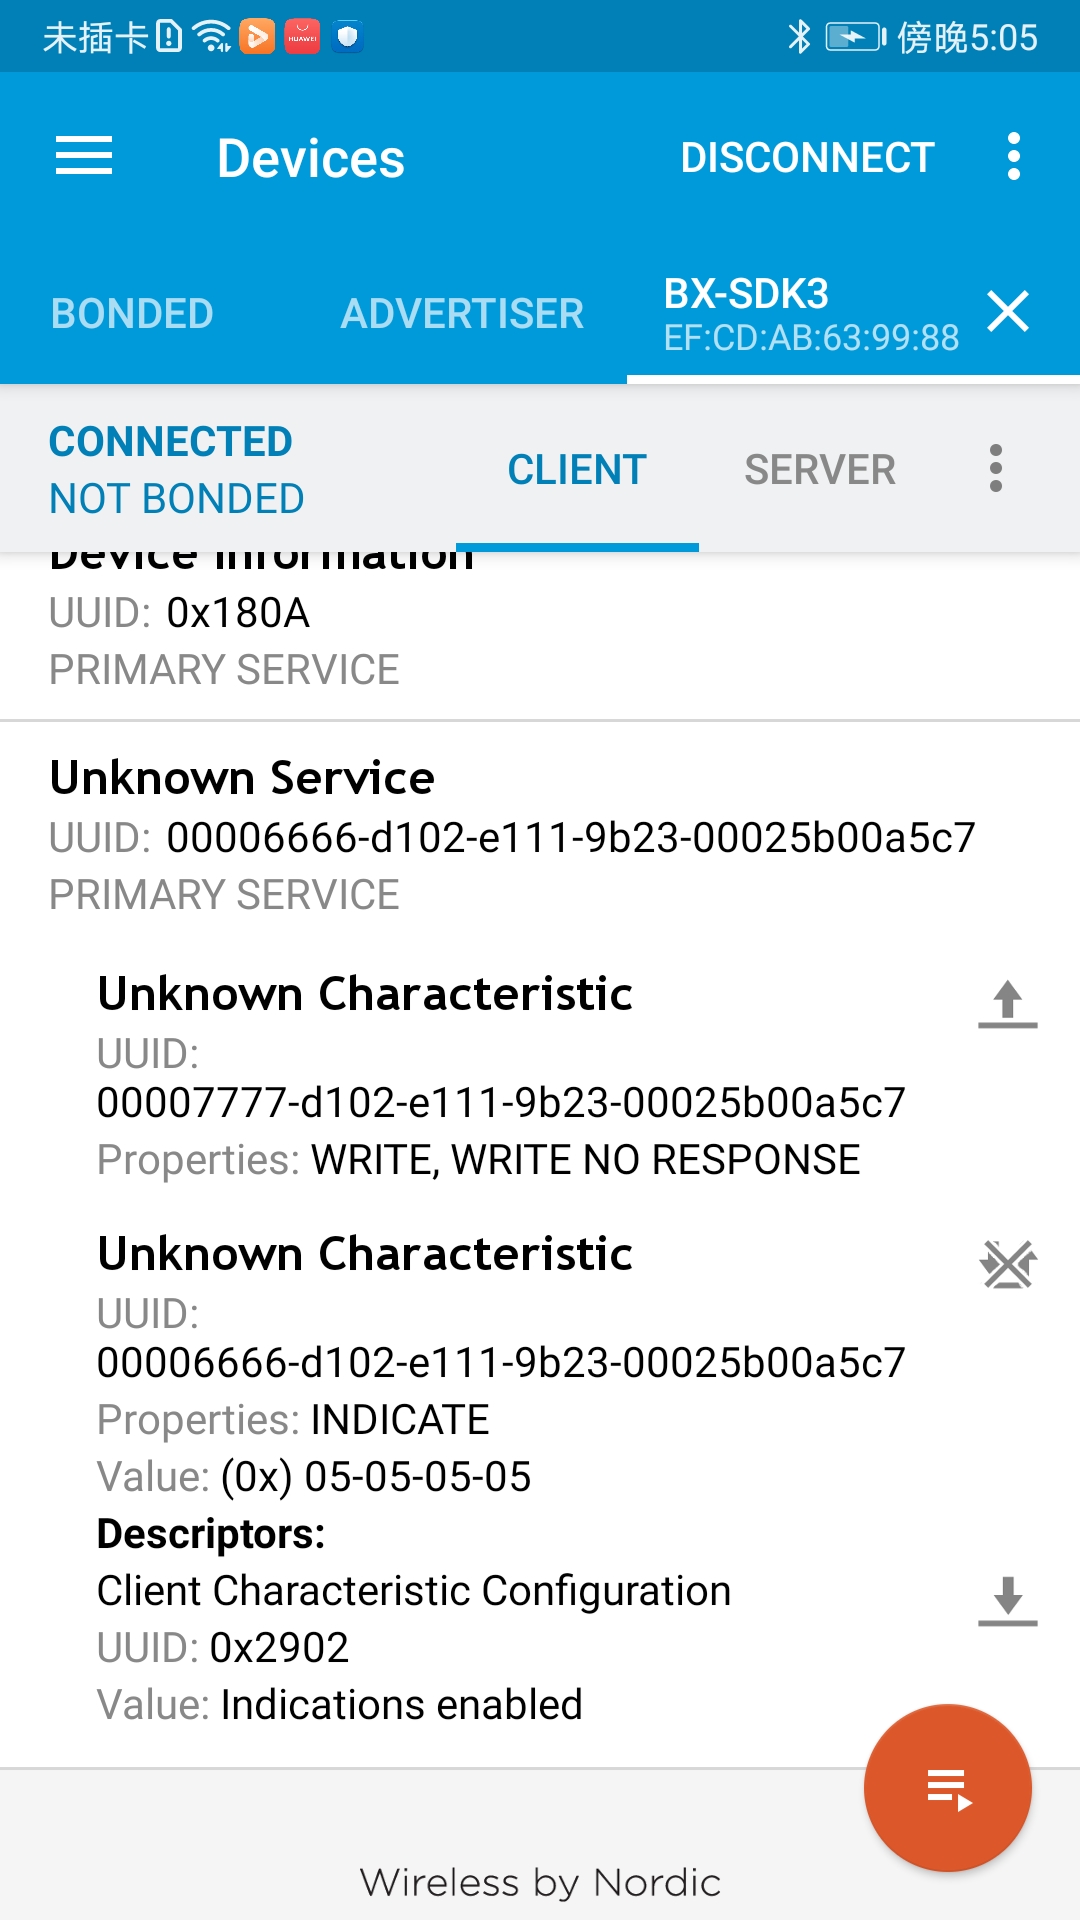 未插卡
HUAWEI
傍晚5:05
Devices
DISCONNECT
BONDED
ADVERTISER
BX-SDK3
EF:CD:AB:63:99:88
CONNECTED
NOT BONDED
CLIENT
SERVER
Device Information
UUID: 0x180A
PRIMARY SERVICE
Unknown Service
UUID: 00006666-d102-e111-9b23-00025b00a5c7
PRIMARY SERVICE
Unknown Characteristic
UUID:
00007777-d102-e111-9b23-00025b00a5c7
Properties: WRITE, WRITE NO RESPONSE
Unknown Characteristic
UUID:
00006666-d102-e111-9b23-00025b00a5c7
Properties: INDICATE
Value: (0x) 05-05-05-05
Descriptors:
Client Characteristic Configuration
UUID: 0x2902
Value: Indications enabled
Wireless by Nordic